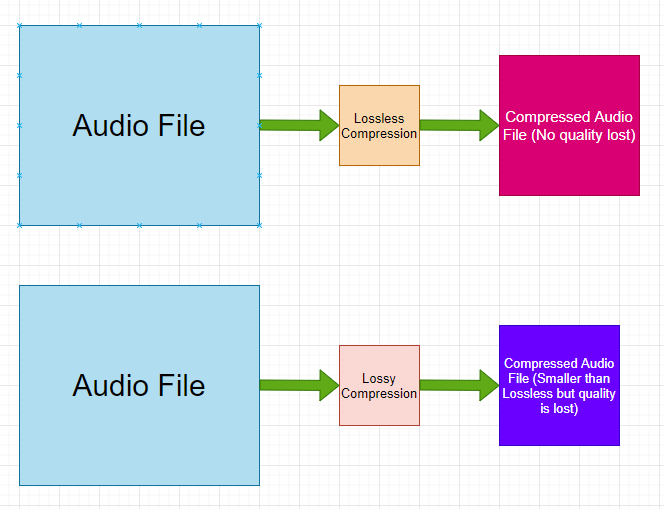 Audio File
Lossless
Compression
Compressed Audio
File (No quality lost)
Audio File
Lossy
Compression
Compressed Audio
File (Smaller than
Lossless but quality
is lost)